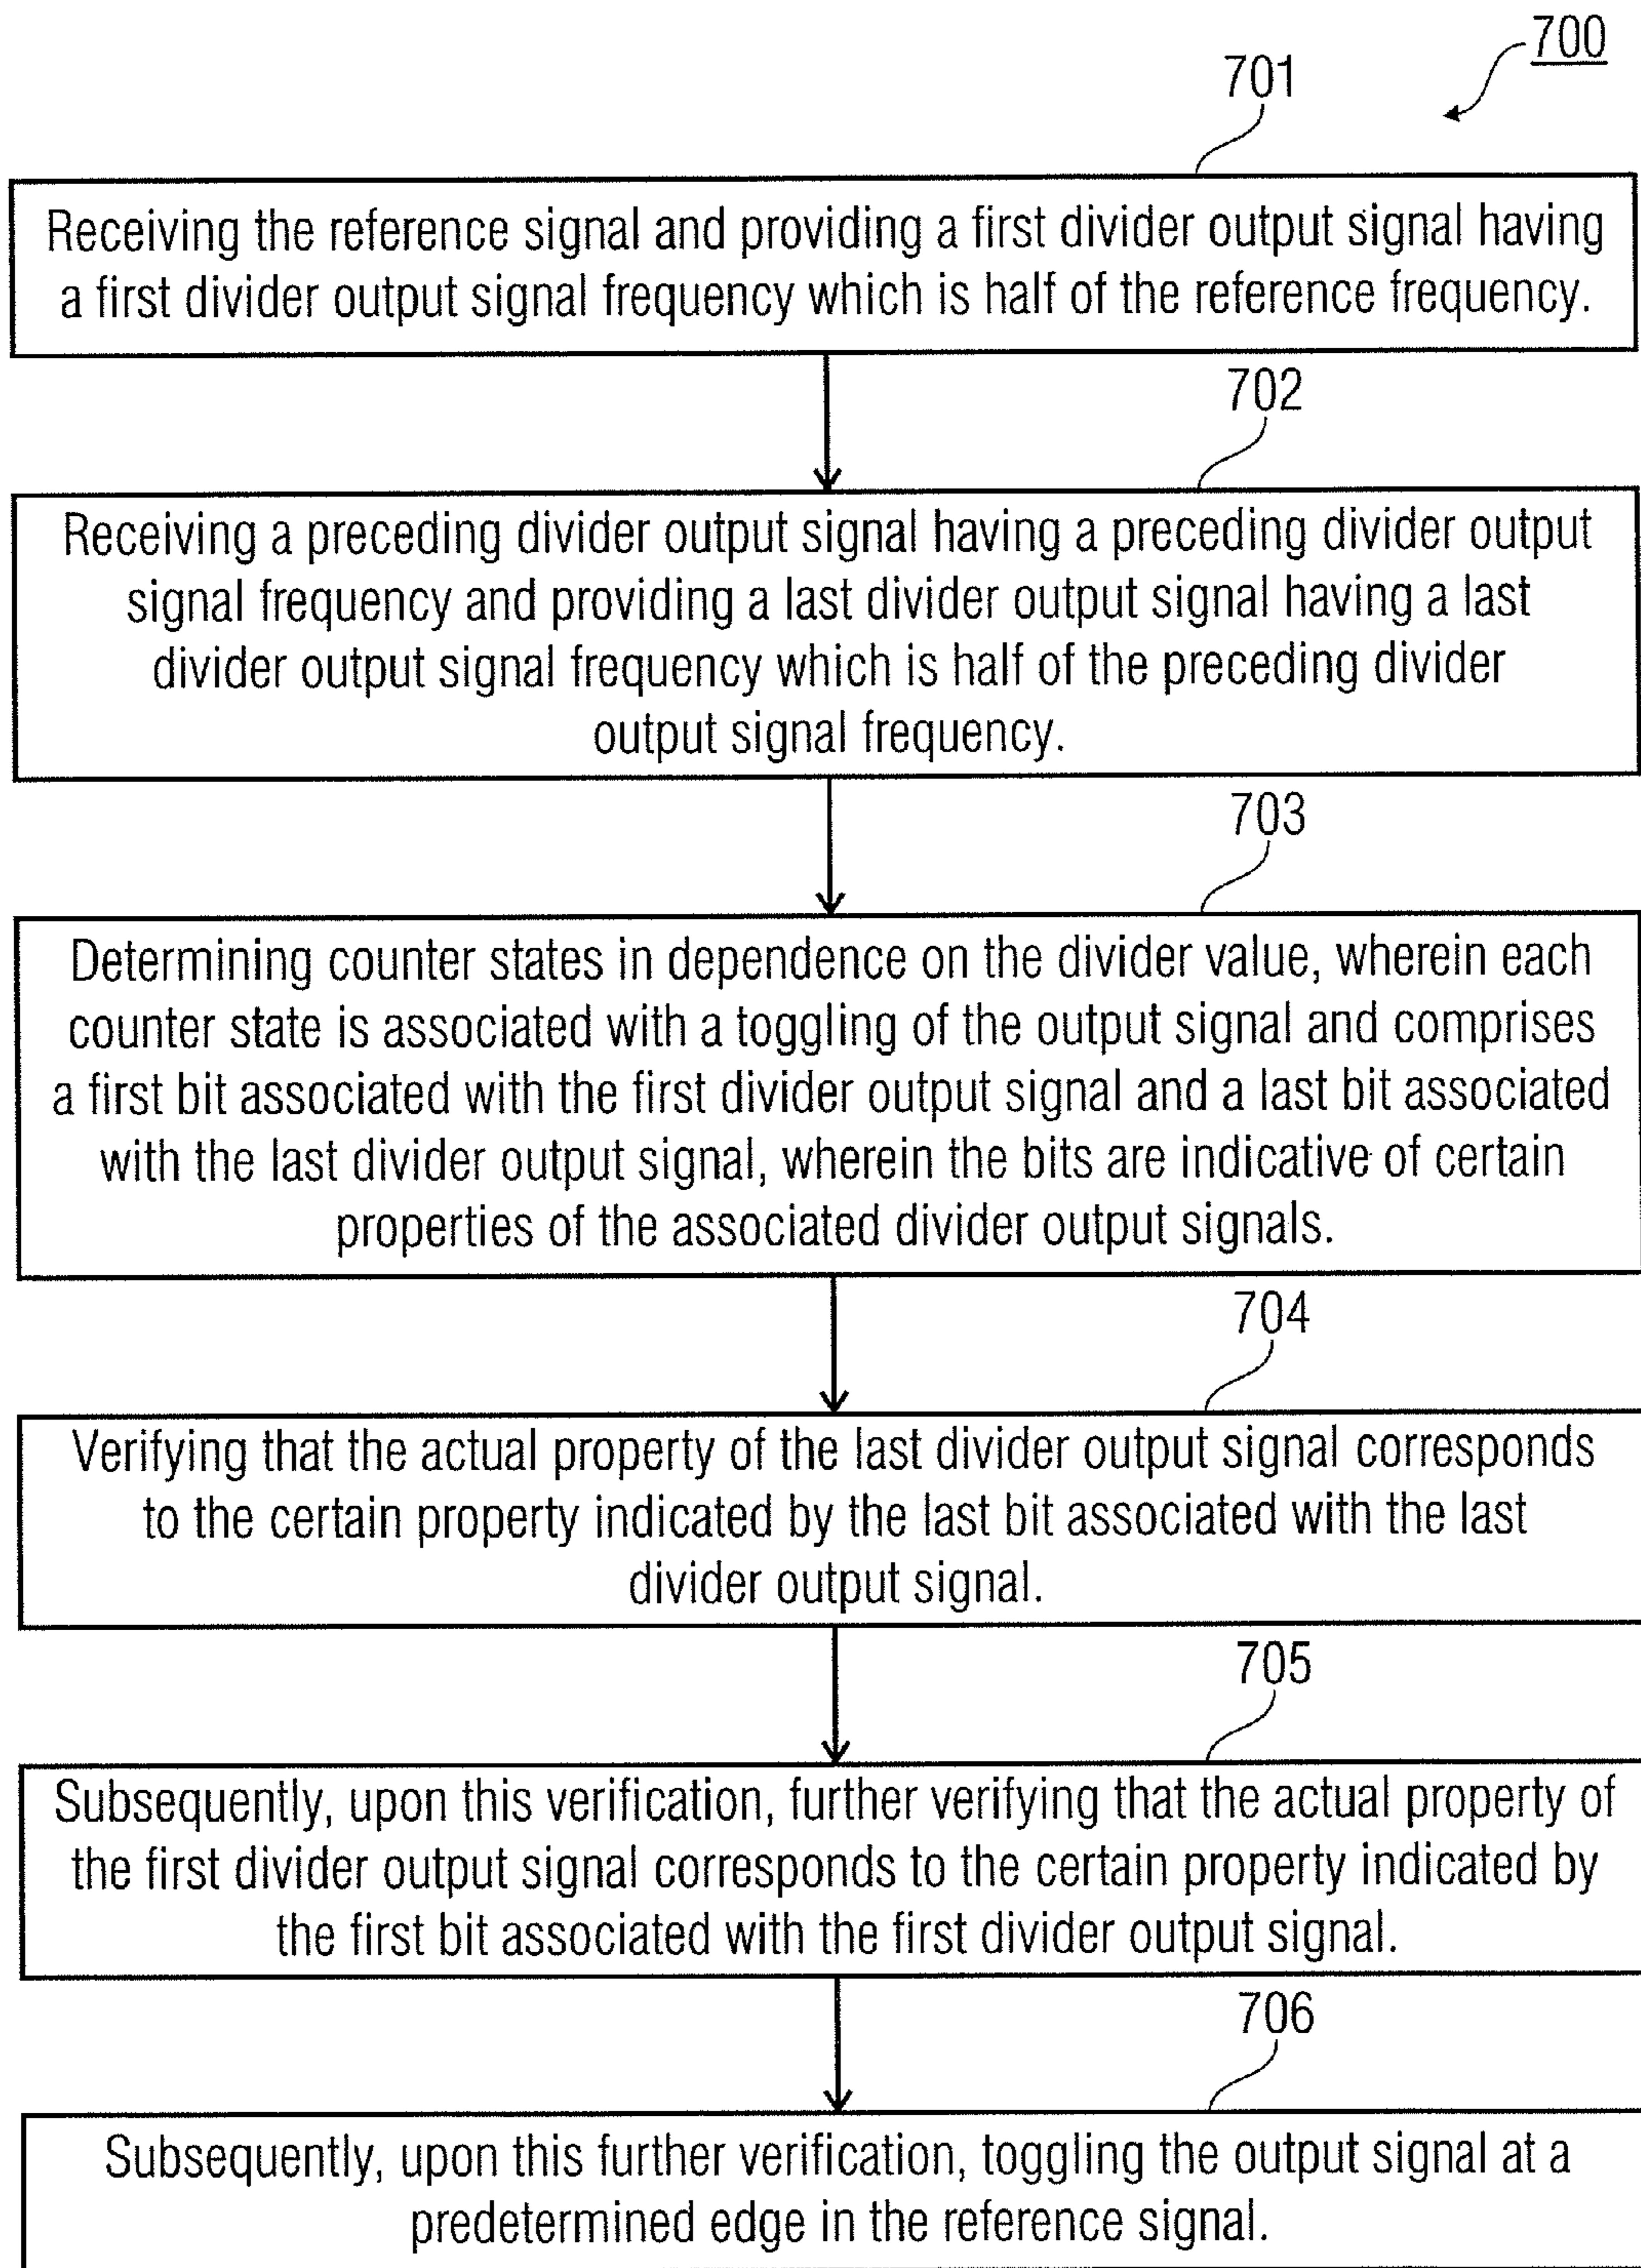 700
701
Receiving the reference signal and providing a first divider output signal having
a first divider output signal frequency which is half of the reference frequency.
702
Receiving a preceding divider output signal having a preceding divider output
signal frequency and providing a last divider output signal having a last
divider output signal frequency which is half of the preceding divider
output signal frequency.
703
Determining counter states in dependence on the divider value, wherein each
counter state is associated with a toggling of the output signal and comprises
a first bit associated with the first divider output signal and a last bit associated
with the last divider output signal, wherein the bits are indicative of certain
properties of the associated divider output signals.
704
Verifying that the actual property of the last divider output signal corresponds
to the certain property indicated by the last bit associated with the last
divider output signal.
705
Subsequently, upon this verification, further verifying that the actual property of
the first divider output signal corresponds to the certain property indicated by
the first bit associated with the first divider output signal.
706
Subsequently, upon this further verification, toggling the output signal at a
predetermined edge in the reference signal.